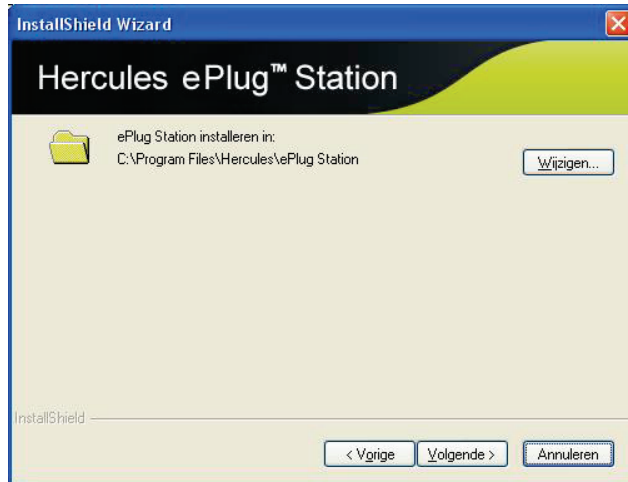 InstallShield Wizard
Hercules ePlug™ Station
ePlug Station installeren in:
C:\Program Files\Hercules\ePlug Station
Wijzigen...
InstallShield
< Vorige
Volgende >
Annuleren